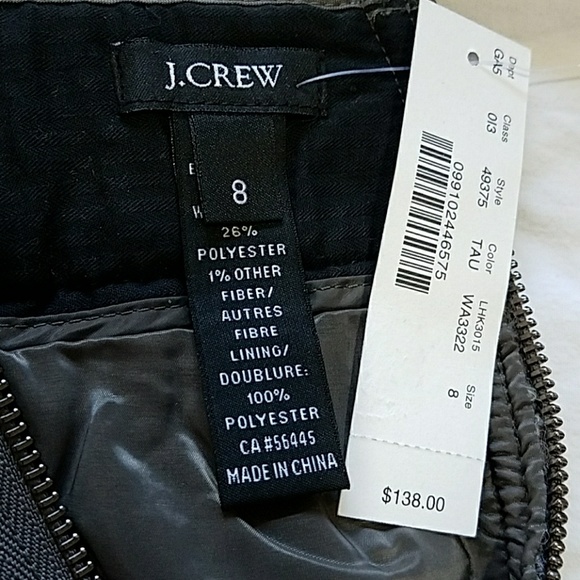 J.CREW
8
26%
POLYESTER
1% OTHER
FIBER/
AUTRES
FIBRE
LINING/
DOUBLURE:
100%
POLYESTER
CA #56445
MADE IN CHINA
Dept Class Style Color LHK3015 Size
GA5 013 49375 TAU WA3322 8
099102446575
$138.00